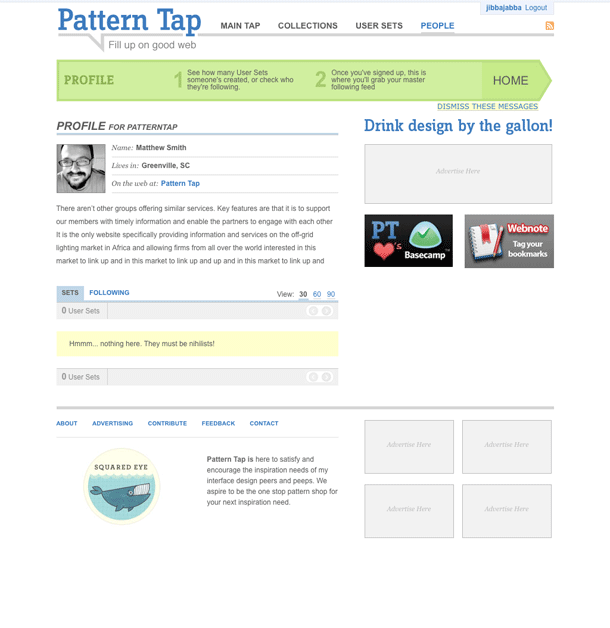 jibbajabba Logout
Pattern Tap
MAIN TAP COLLECTIONS USER SETS PEOPLE
Fill up on good web
PROFILE
1 See how many User Sets
someone's created, or check who
they're following.
2 Once you've signed up, this is
where you'll grab your master
following feed
HOME
DISMISS THESE MESSAGES
PROFILE FOR PATTERNTAP
Name: Matthew Smith
Lives in: Greenville, SC
On the web at: Pattern Tap
There aren't other groups offering similar services. Key features are that it is to support
our members with timely information and enable the partners to engage with each other
It is the only website specifically providing information and services on the off-grid
lighting market in Africa and allowing firms from all over the world interested in this
market to link up and in this market to link up and up and in this market to link up and
Drink design by the gallon!
Advertise Here
PT
's
Basecamp
Webnote
Tag your
bookmarks
SETS FOLLOWING
View: 30 60 90
0 User Sets
Hmmm... nothing here. They must be nihilists!
0 User Sets
ABOUT ADVERTISING CONTRIBUTE FEEDBACK CONTACT
SQUARED EYE
Pattern Tap is here to satisfy and
encourage the inspiration needs of my
interface design peers and peeps. We
aspire to be the one stop pattern shop for
your next inspiration need.
Advertise Here Advertise Here
Advertise Here Advertise Here